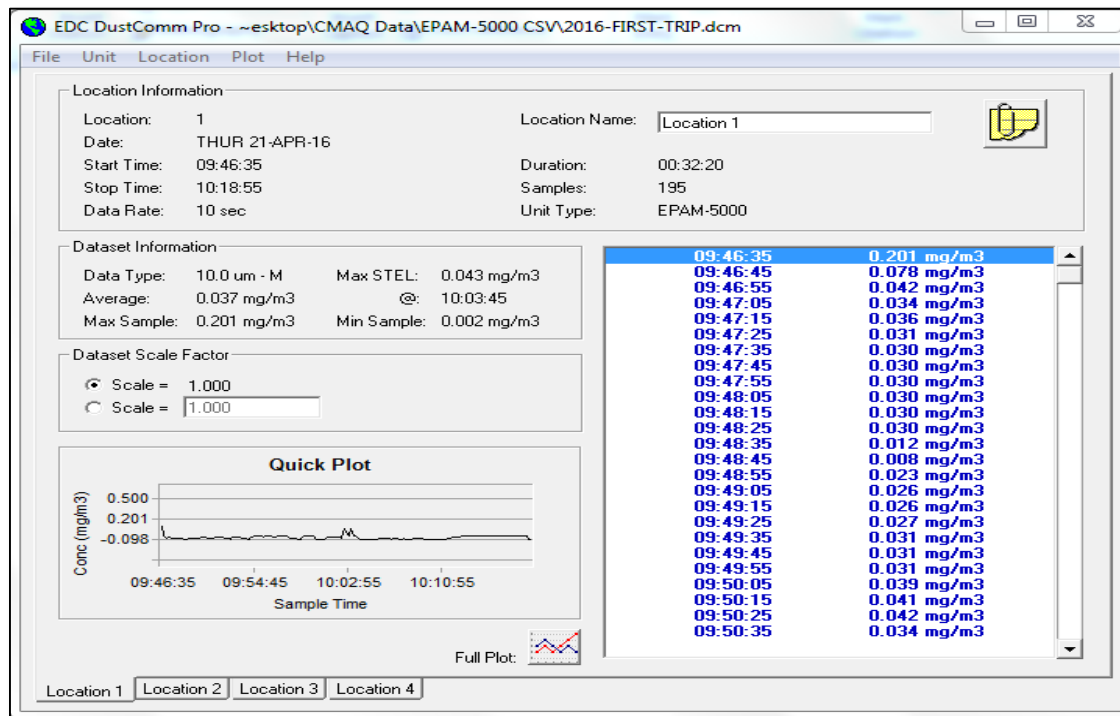 EDC DustComm Pro - ~esktop\CMAQ Data\EPAM-5000 CSV\2016-FIRST-TRIP.dcm
File Unit Location Plot Help
Location Information
Location: 1 Location Name: Location 1
Date: THUR 21-APR-16
Start Time: 09:46:35 Duration: 00:32:20
Stop Time: 10:18:55 Samples: 195
Data Rate: 10 sec Unit Type: EPAM-5000
Dataset Information
Data Type: 10.0 um - M Max STEL: 0.043 mg/m3
Average: 0.037 mg/m3 @: 10:03:45
Max Sample: 0.201 mg/m3 Min Sample: 0.002 mg/m3
Dataset Scale Factor
Scale = 1.000
Scale = 1.000
Quick Plot
Conc (mg/m3)
0.500
0.201
-0.098
09:46:35 09:54:45 10:02:55 10:10:55
Sample Time
Full Plot:
09:46:35 0.201 mg/m3
09:46:45 0.078 mg/m3
09:46:55 0.042 mg/m3
09:47:05 0.034 mg/m3
09:47:15 0.036 mg/m3
09:47:25 0.031 mg/m3
09:47:35 0.030 mg/m3
09:47:45 0.030 mg/m3
09:47:55 0.030 mg/m3
09:48:05 0.030 mg/m3
09:48:15 0.030 mg/m3
09:48:25 0.030 mg/m3
09:48:35 0.012 mg/m3
09:48:45 0.008 mg/m3
09:48:55 0.023 mg/m3
09:49:05 0.026 mg/m3
09:49:15 0.026 mg/m3
09:49:25 0.027 mg/m3
09:49:35 0.031 mg/m3
09:49:45 0.031 mg/m3
09:49:55 0.031 mg/m3
09:50:05 0.039 mg/m3
09:50:15 0.041 mg/m3
09:50:25 0.042 mg/m3
09:50:35 0.034 mg/m3
Location 1 Location 2 Location 3 Location 4